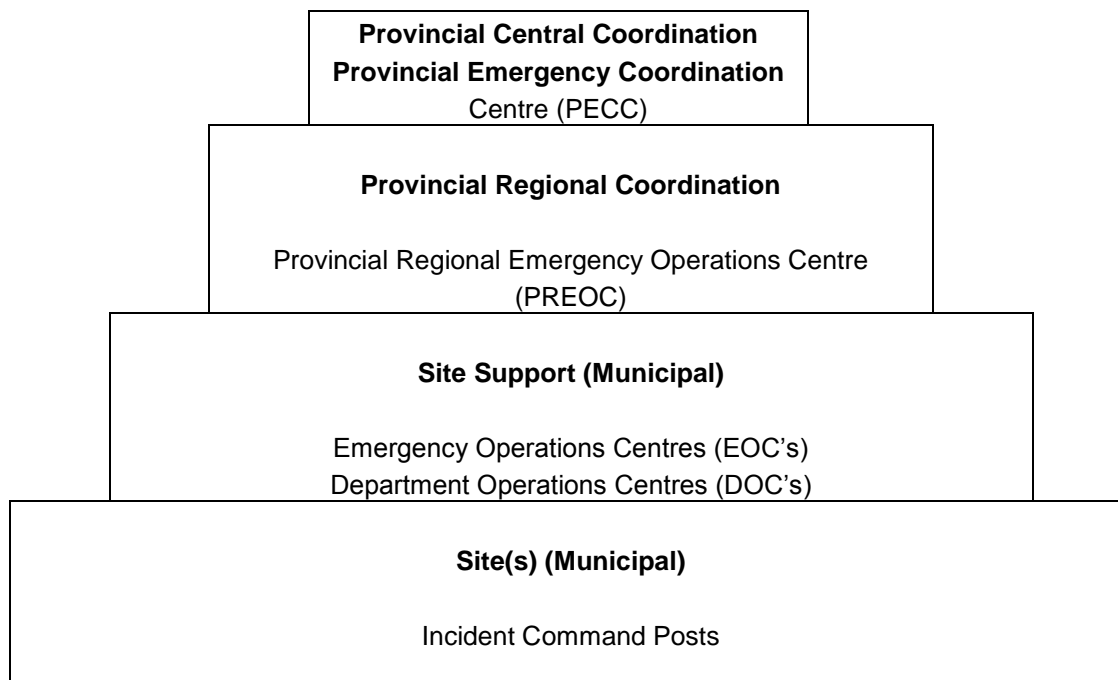 Provincial Central Coordination
Provincial Emergency Coordination
Centre (PECC)
Provincial Regional Coordination
Provincial Regional Emergency Operations Centre
(PREOC)
Site Support (Municipal)
Emergency Operations Centres (EOC’s)
Department Operations Centres (DOC’s)
Site(s) (Municipal)
Incident Command Posts